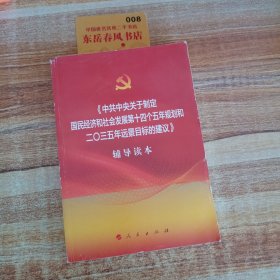 008
东岳春风书店
《中共中央关于制定
国民经济和社会发展第十四个五年规划和
二〇三五年远景目标的建议》
辅导读本
人民出版社